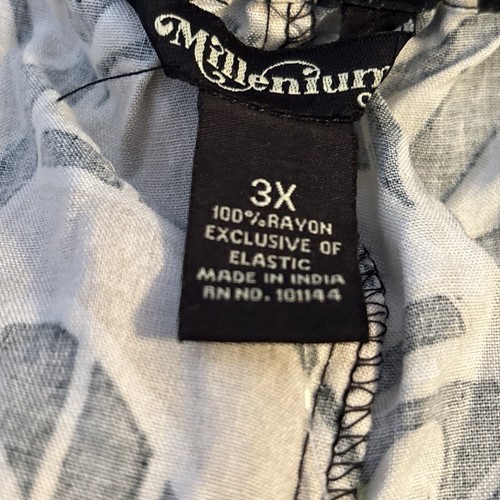 Millenium
3X
100%RAYON
EXCLUSIVE OF
ELASTIC
MADE IN INDIA
RN NO. 101144